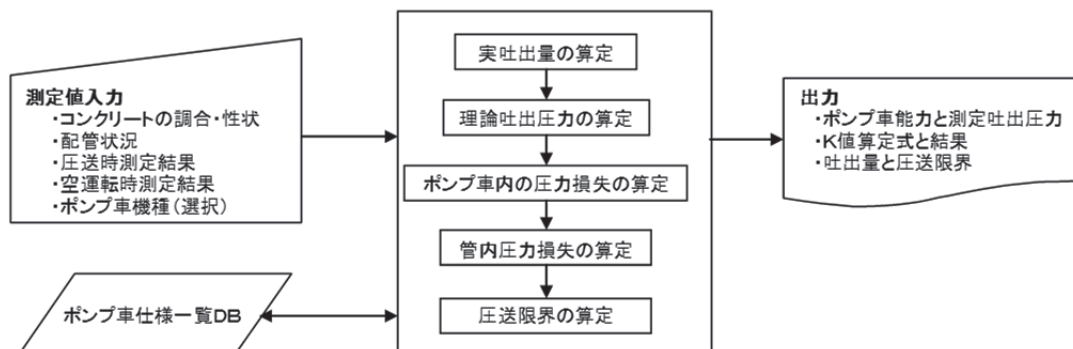 測定値入力
・コンクリートの調合・性状
・配管状況
・圧送時測定結果
・空運転時測定結果
・ポンプ車機種(選択)
ポンプ車仕様一覧DB
実吐出量の算定
理論吐出圧力の算定
ポンプ車内の圧力損失の算定
管内圧力損失の算定
圧送限界の算定
出力
・ポンプ車能力と測定吐出圧力
・K値算定式と結果
・吐出量と圧送限界